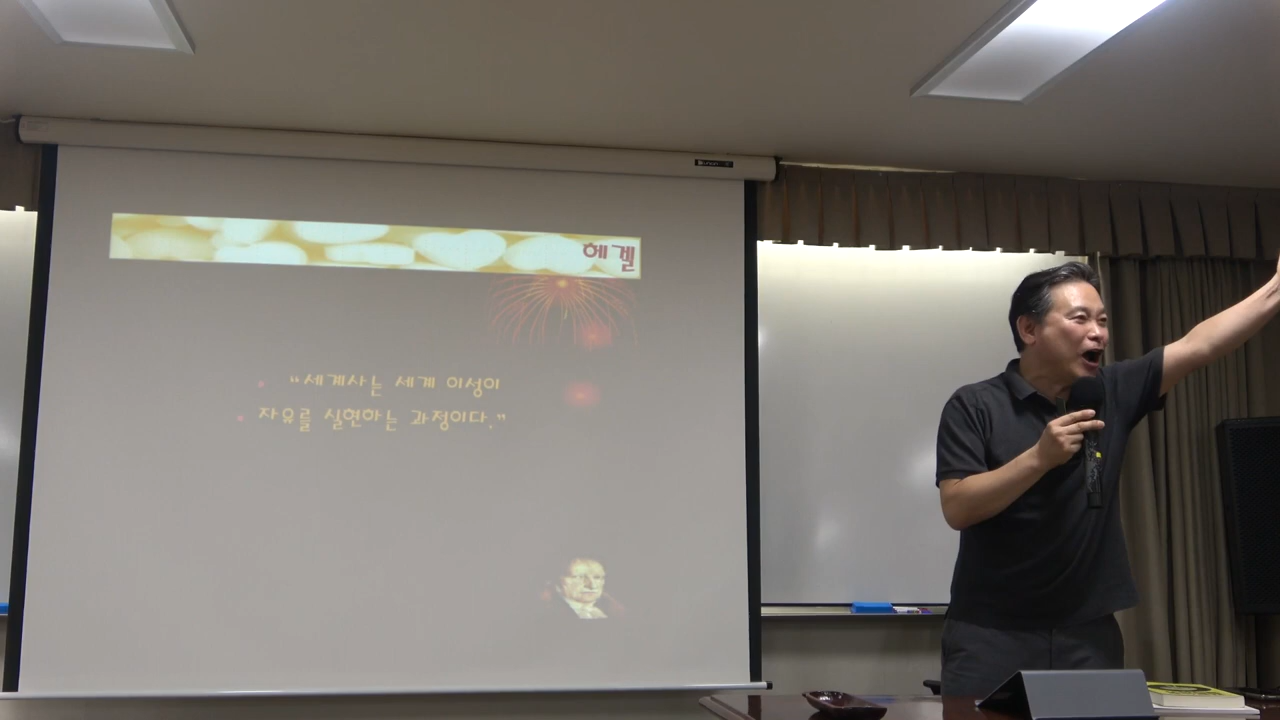 헤겔
"세계사는 세계 이성이
자유를 실현하는 과정이다."